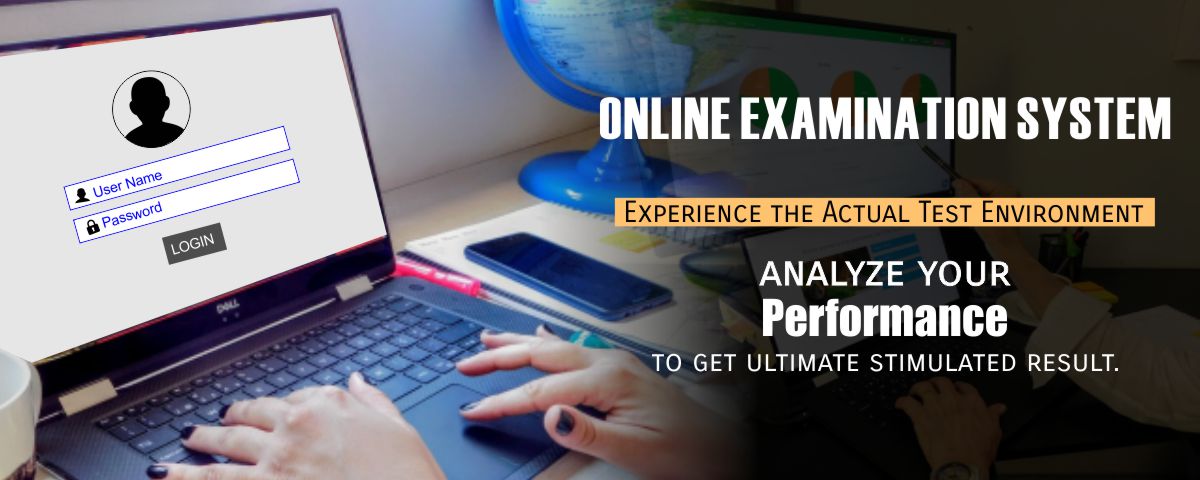 User Name
Password
LOGIN
DELL
ONLINE EXAMINATION SYSTEM
EXPERIENCE THE ACTUAL TEST ENVIRONMENT
ANALYZE YOUR
Performance
TO GET ULTIMATE STIMULATED RESULT.